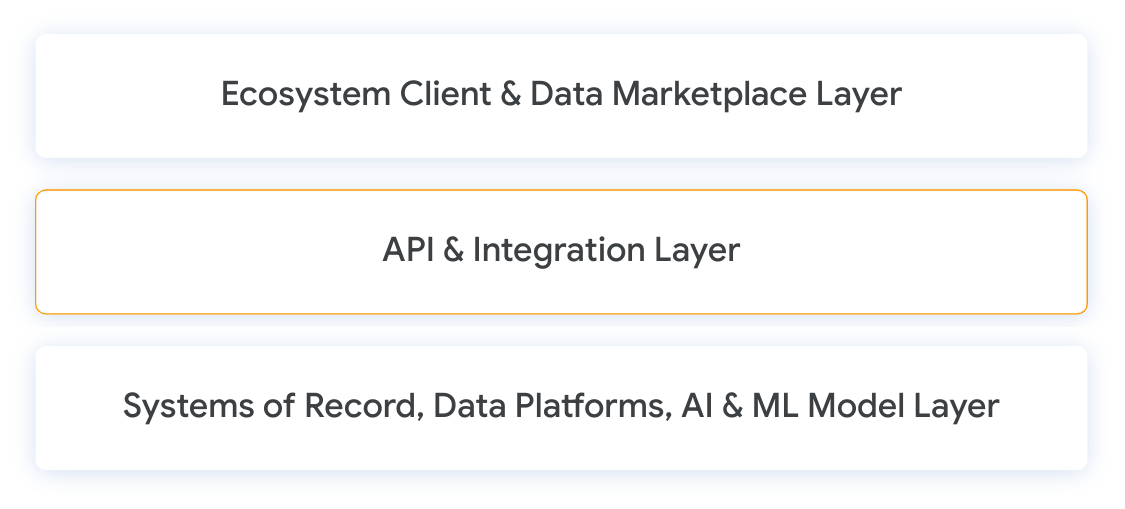 Ecosystem Client & Data Marketplace Layer
API & Integration Layer
Systems of Record, Data Platforms, AI & ML Model Layer